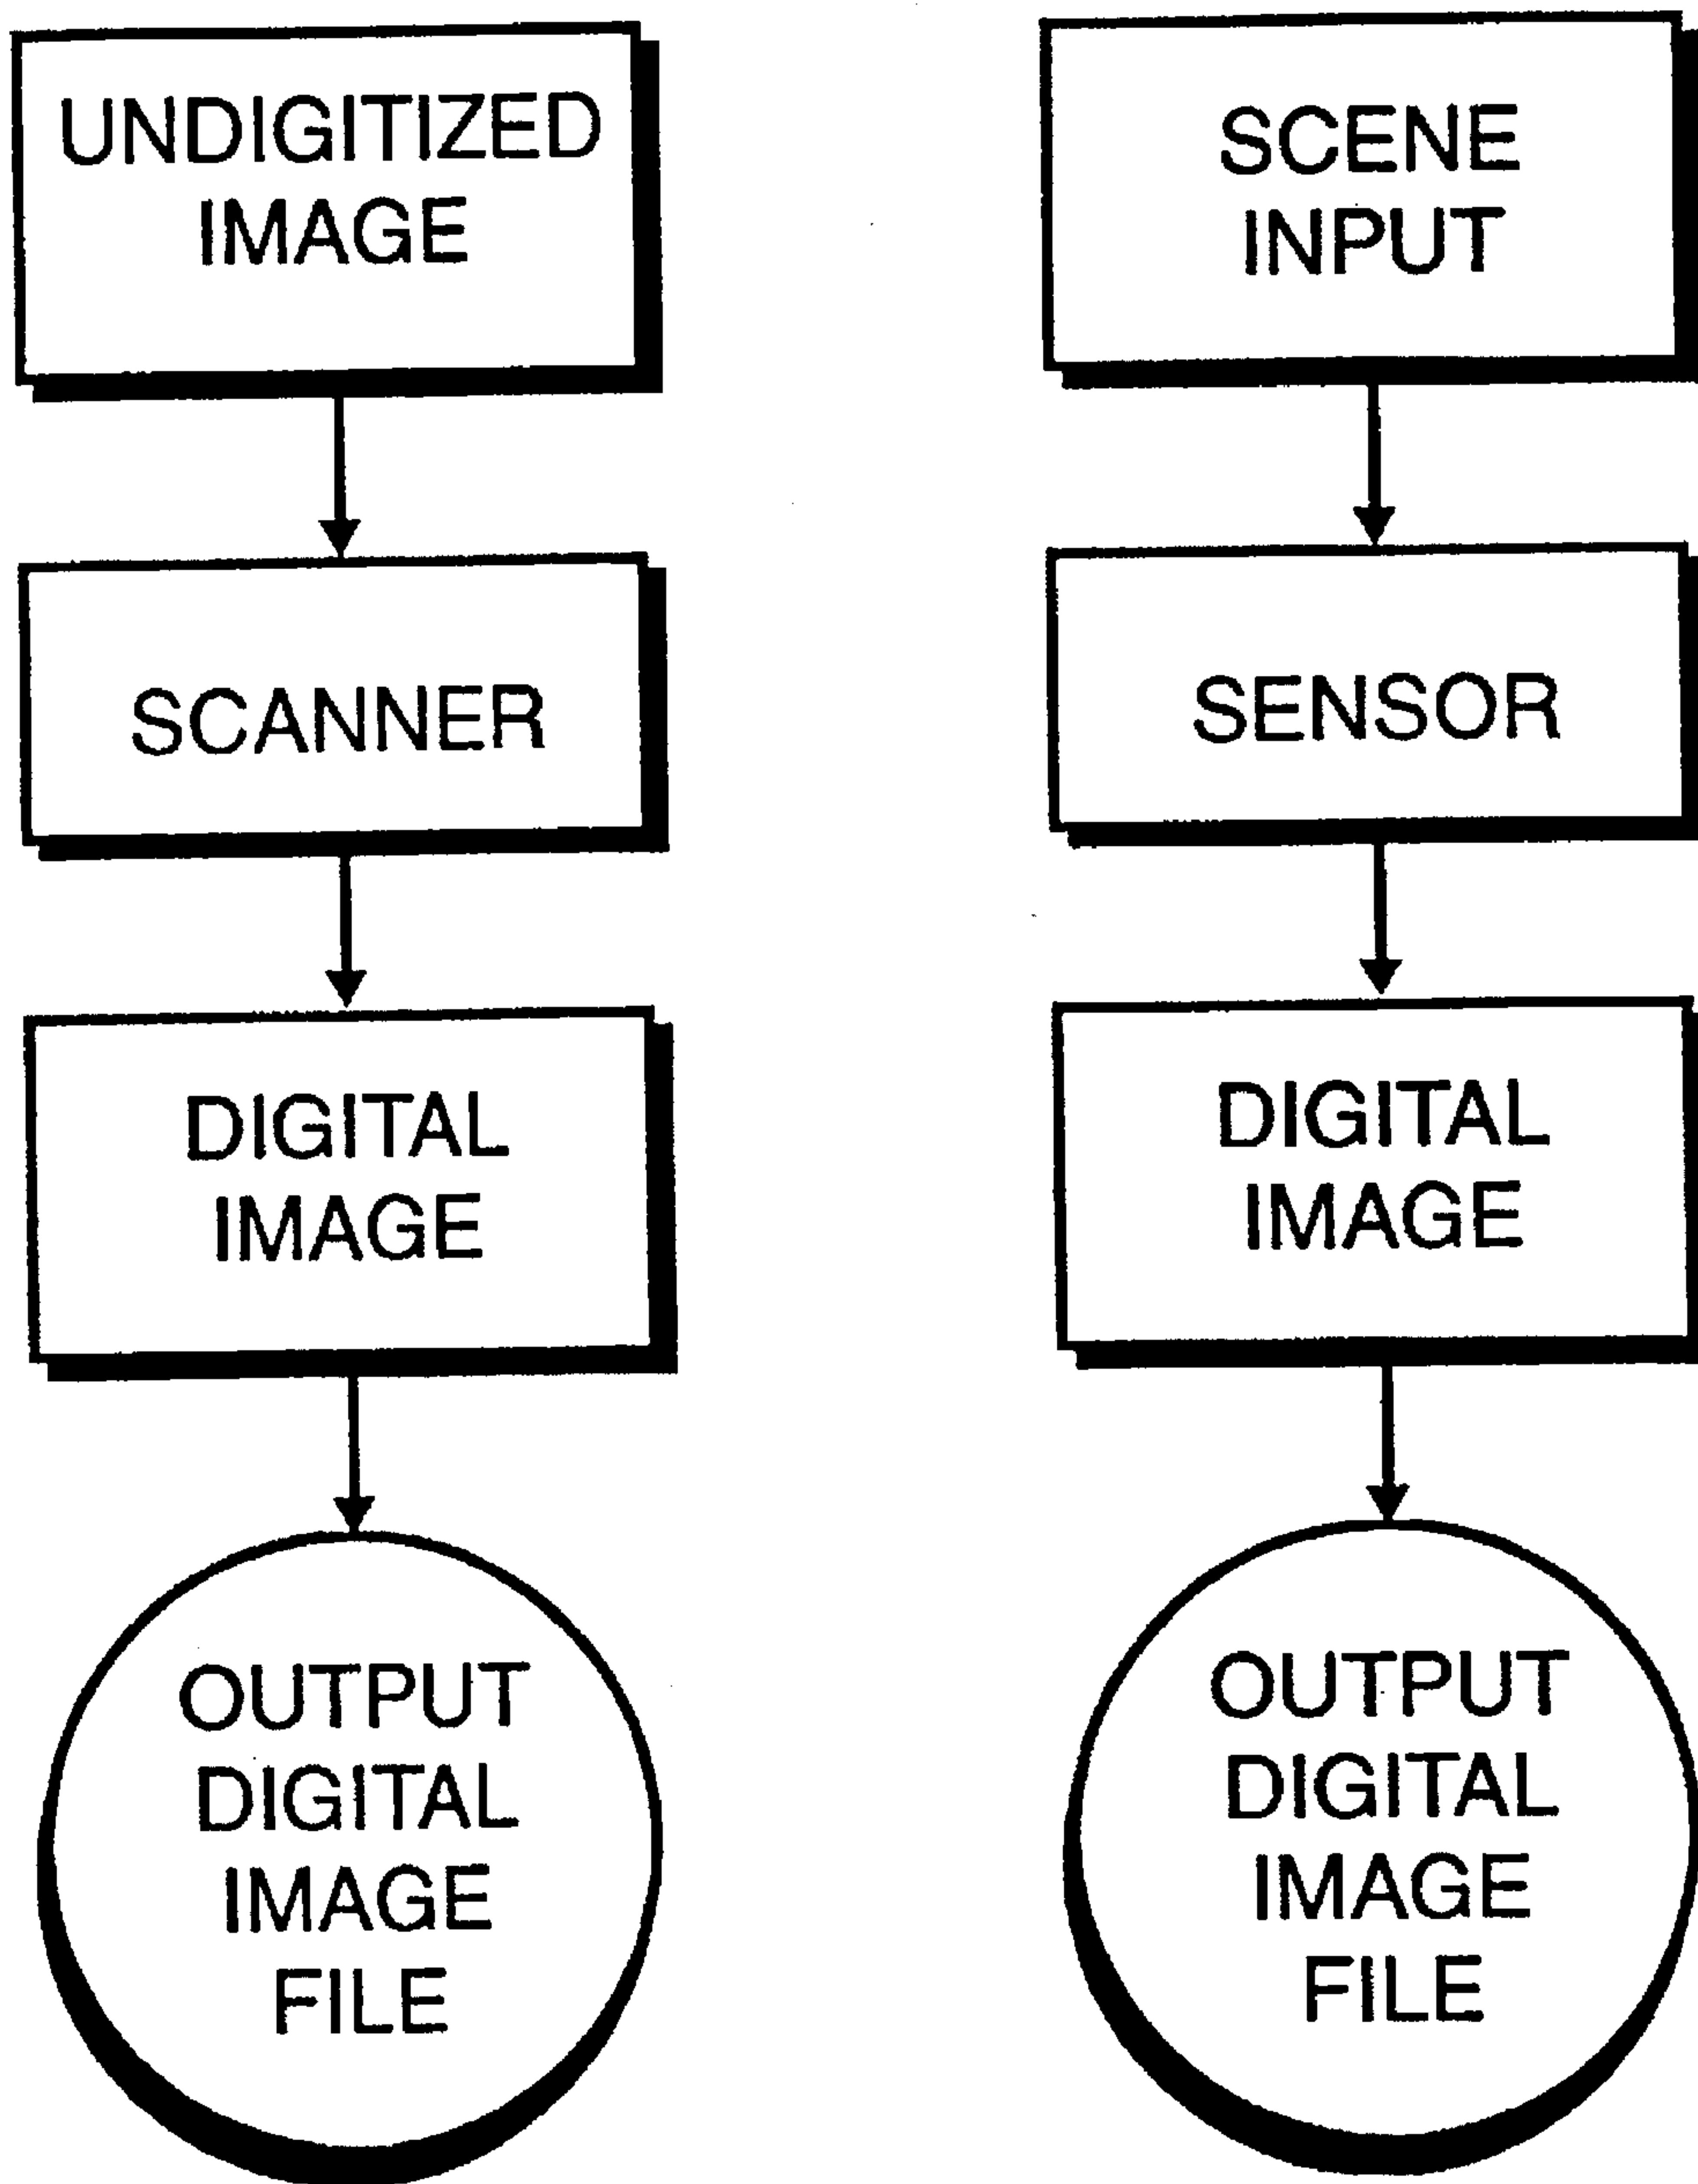 UNDIGITIZED
IMAGE
SCANNER
DIGITAL
IMAGE
OUTPUT
DIGITAL
IMAGE
FILE
SCENE
INPUT
SENSOR
DIGITAL
IMAGE
OUTPUT
DIGITAL
IMAGE
FILE